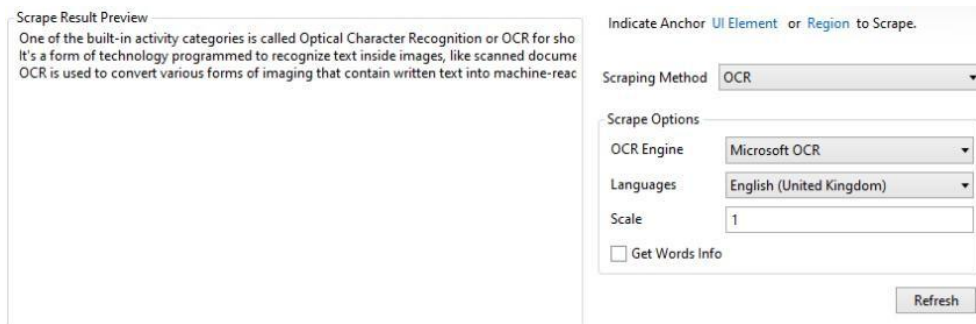 Scrape Result Preview
One of the built-in activity categories is called Optical Character Recognition or OCR for sho
It's a form of technology programmed to recognize text inside images, like scanned docume
OCR is used to convert various forms of imaging that contain written text into machine-reac
Indicate Anchor UI Element or Region to Scrape.
Scraping Method OCR
Scrape Options
OCR Engine Microsoft OCR
Languages English (United Kingdom)
Scale 1
Get Words Info
Refresh